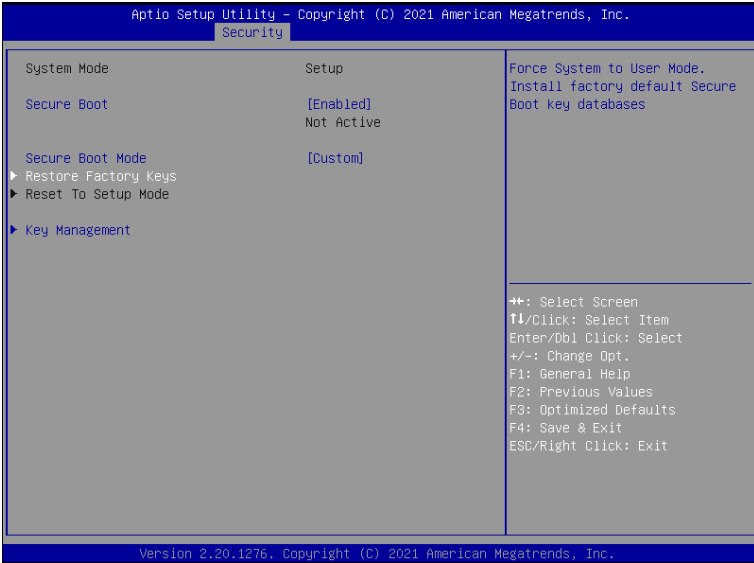 Aptio Setup Utility – Copyright (C) 2021 American Megatrends, Inc.
Security
System Mode Setup
Secure Boot [Enabled]
Not Active
Secure Boot Mode [Custom]
Restore Factory Keys
Reset To Setup Mode
Key Management
Force System to User Mode.
Install factory default Secure
Boot key databases
→←: Select Screen
↑↓/Click: Select Item
Enter/Dbl Click: Select
+/-: Change Opt.
F1: General Help
F2: Previous Values
F3: Optimized Defaults
F4: Save & Exit
ESC/Right Click: Exit
Version 2.20.1276. Copyright (C) 2021 American Megatrends, Inc.